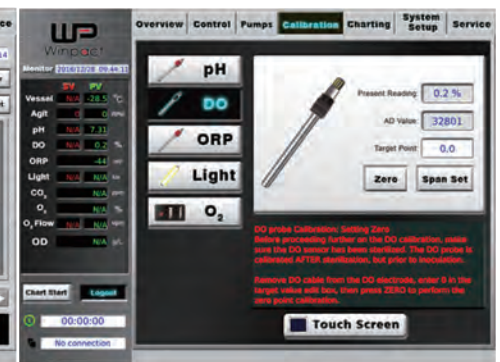 ce
WP
Winpact
Monitor 2016/12/28 09:44:11
SV PV
Vessel N/A -28.5 °C
Agit 0 0 RPM
pH N/A 7.31
DO N/A 0.2 %
ORP -44 mV
Light N/A N/A
CO2 N/A ppm
O2 N/A %
O2 Flow N/A N/A
OD N/A
Chart Start Logout
00:00:00
No connection
Overview Control Pumps Calibration Charting System Setup Service
pH
DO
ORP
Light
O2
Present Reading 0.2 %
AD Value 32801
Target Point 0.0
Zero Span Set
DO probe Calibration: Setting Zero
Before proceeding further on the DO calibration, make
sure the DO sensor has been sterilized. The DO probe is
calibrated AFTER sterilization, but prior to inoculation.
Remove DO cable from the DO electrode, enter 0 in the
target value edit box, then press ZERO to perform the
zero point calibration.
Touch Screen